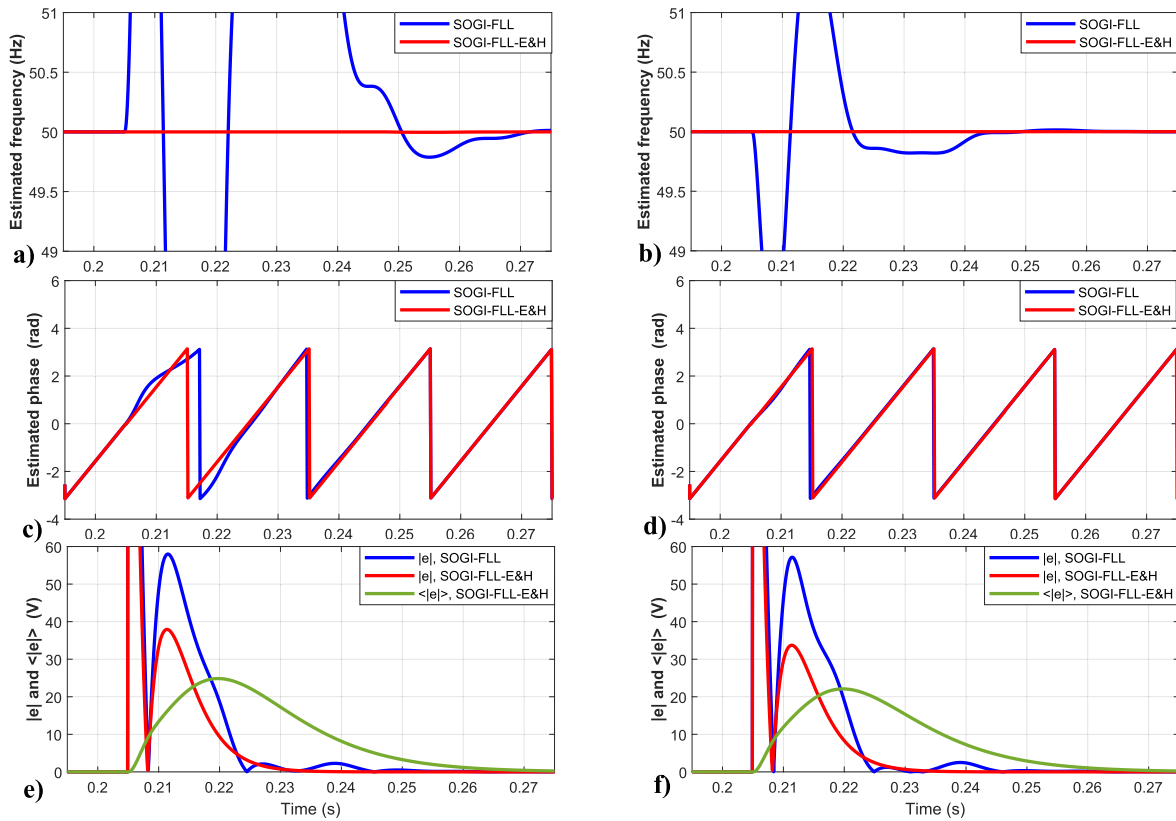 Estimated frequency (Hz)
51
50.5
50
49.5
49
SOGI-FLL
SOGI-FLL-E&H
0.2 0.21 0.22 0.23 0.24 0.25 0.26 0.27
a)
Estimated frequency (Hz)
51
50.5
50
49.5
49
SOGI-FLL
SOGI-FLL-E&H
0.2 0.21 0.22 0.23 0.24 0.25 0.26 0.27
b)
Estimated phase (rad)
6
4
2
0
-2
-4
SOGI-FLL
SOGI-FLL-E&H
0.2 0.21 0.22 0.23 0.24 0.25 0.26 0.27
c)
Estimated phase (rad)
6
4
2
0
-2
-4
SOGI-FLL
SOGI-FLL-E&H
0.2 0.21 0.22 0.23 0.24 0.25 0.26 0.27
d)
|e| and <|e|> (V)
60
50
40
30
20
10
0
|e|, SOGI-FLL
|e|, SOGI-FLL-E&H
<|e|>, SOGI-FLL-E&H
0.2 0.21 0.22 0.23 0.24 0.25 0.26 0.27
Time (s)
e)
|e| and <|e|> (V)
60
50
40
30
20
10
0
|e|, SOGI-FLL
|e|, SOGI-FLL-E&H
<|e|>, SOGI-FLL-E&H
0.2 0.21 0.22 0.23 0.24 0.25 0.26 0.27
Time (s)
f)